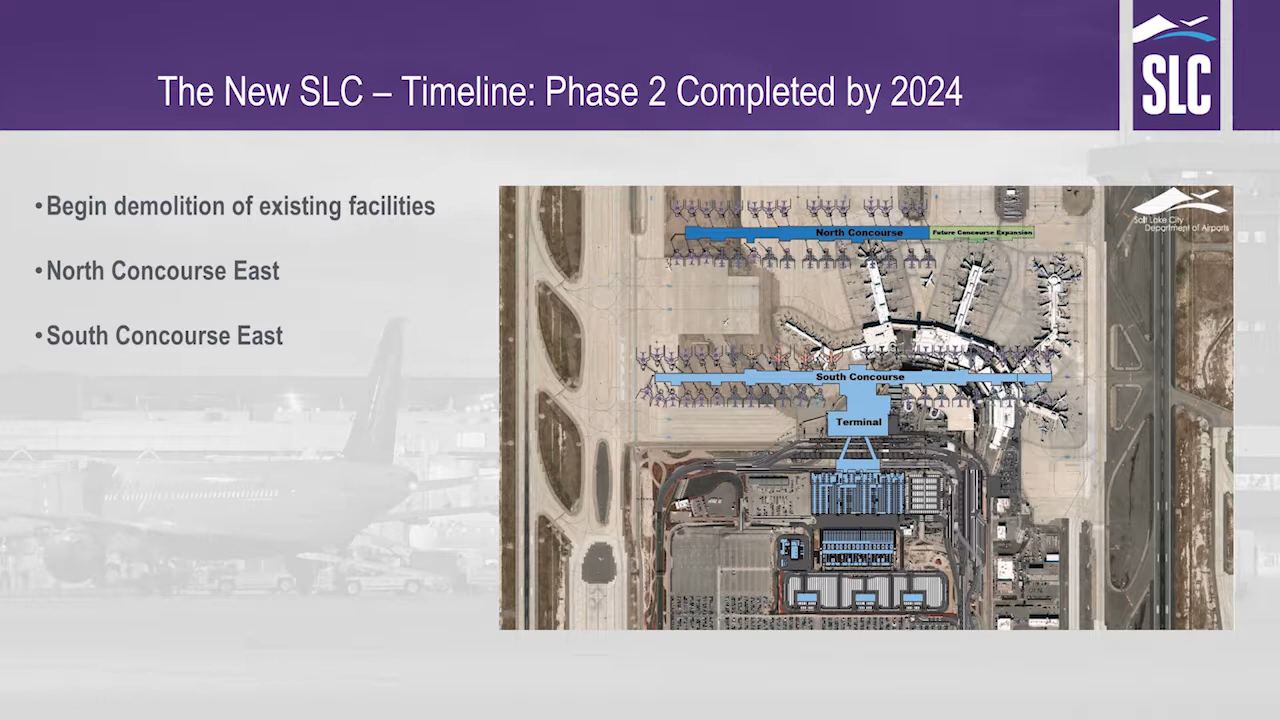 The New SLC – Timeline: Phase 2 Completed by 2024
SLC
•Begin demolition of existing facilities
•North Concourse East
•South Concourse East
Salt Lake City
Department of Airports
North Concourse
Future Concourse Expansion
South Concourse
Terminal